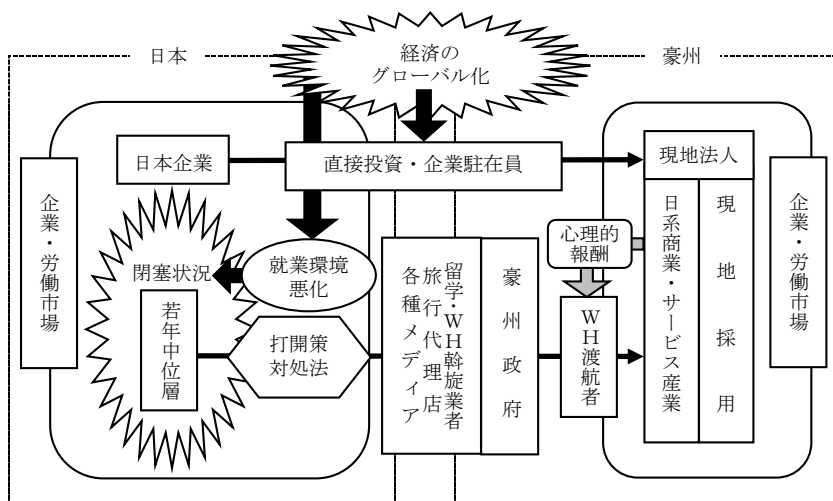 日本
経済の
グローバル化
豪州
日本企業
直接投資・企業駐在員
現地法人
企業・労働市場
閉塞状況
就業環境
悪化
若年中位層
打開策
対処法
留学・WH斡旋業者
旅行代理店
各種メディア
豪州政府
心理的
報酬
WH渡航者
現地採用
日系商業・サービス産業
企業・労働市場